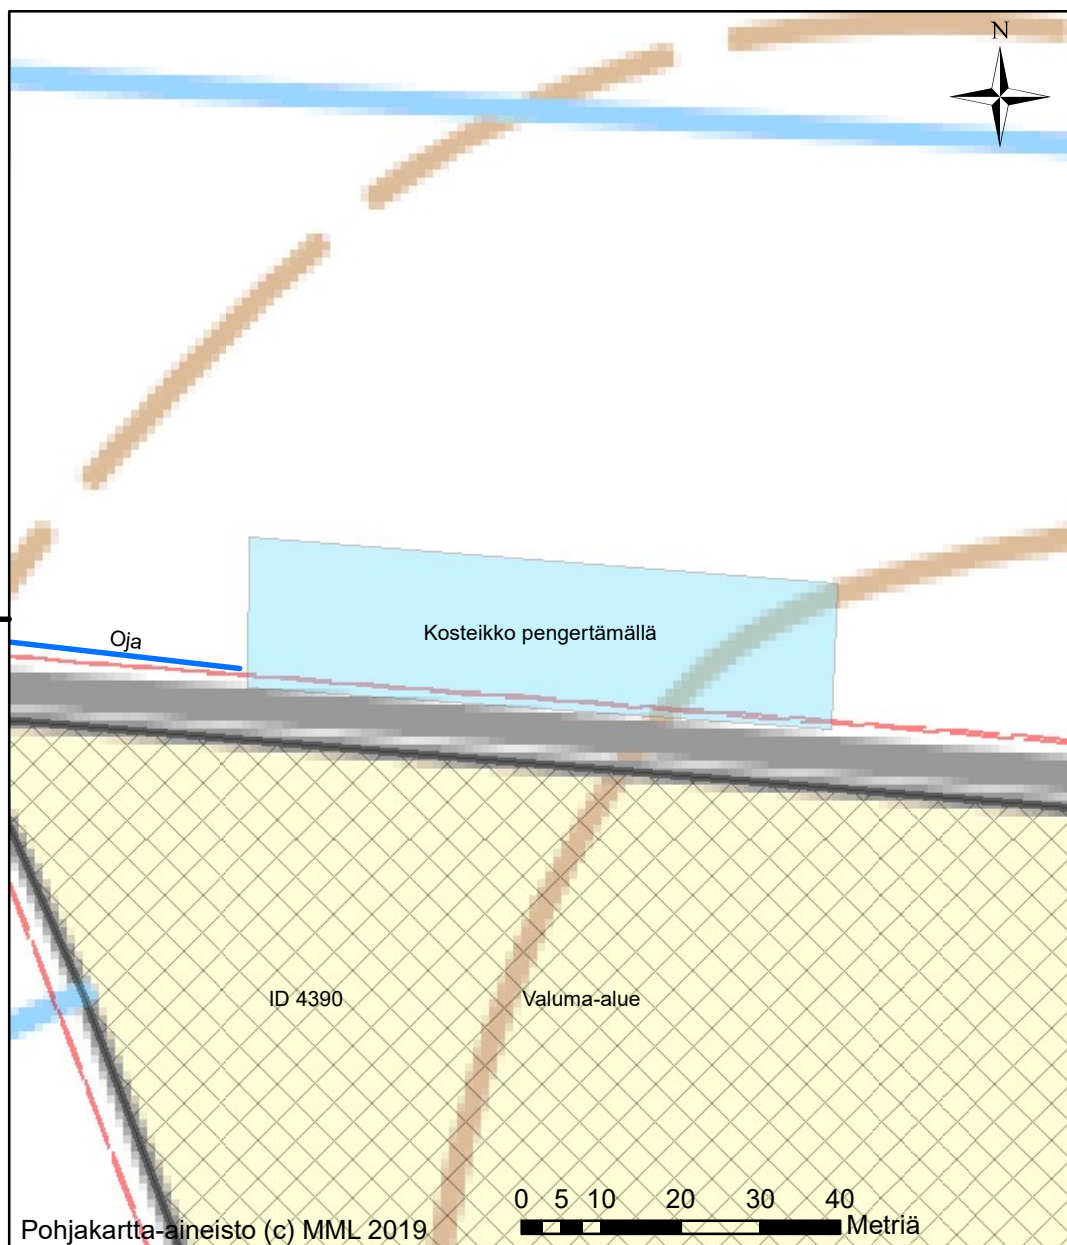 N
Oja
Kosteikko pengertämällä
ID 4390
Valuma-alue
0 5 10 20 30 40
Metriä
Pohjakartta-aineisto (c) MML 2019